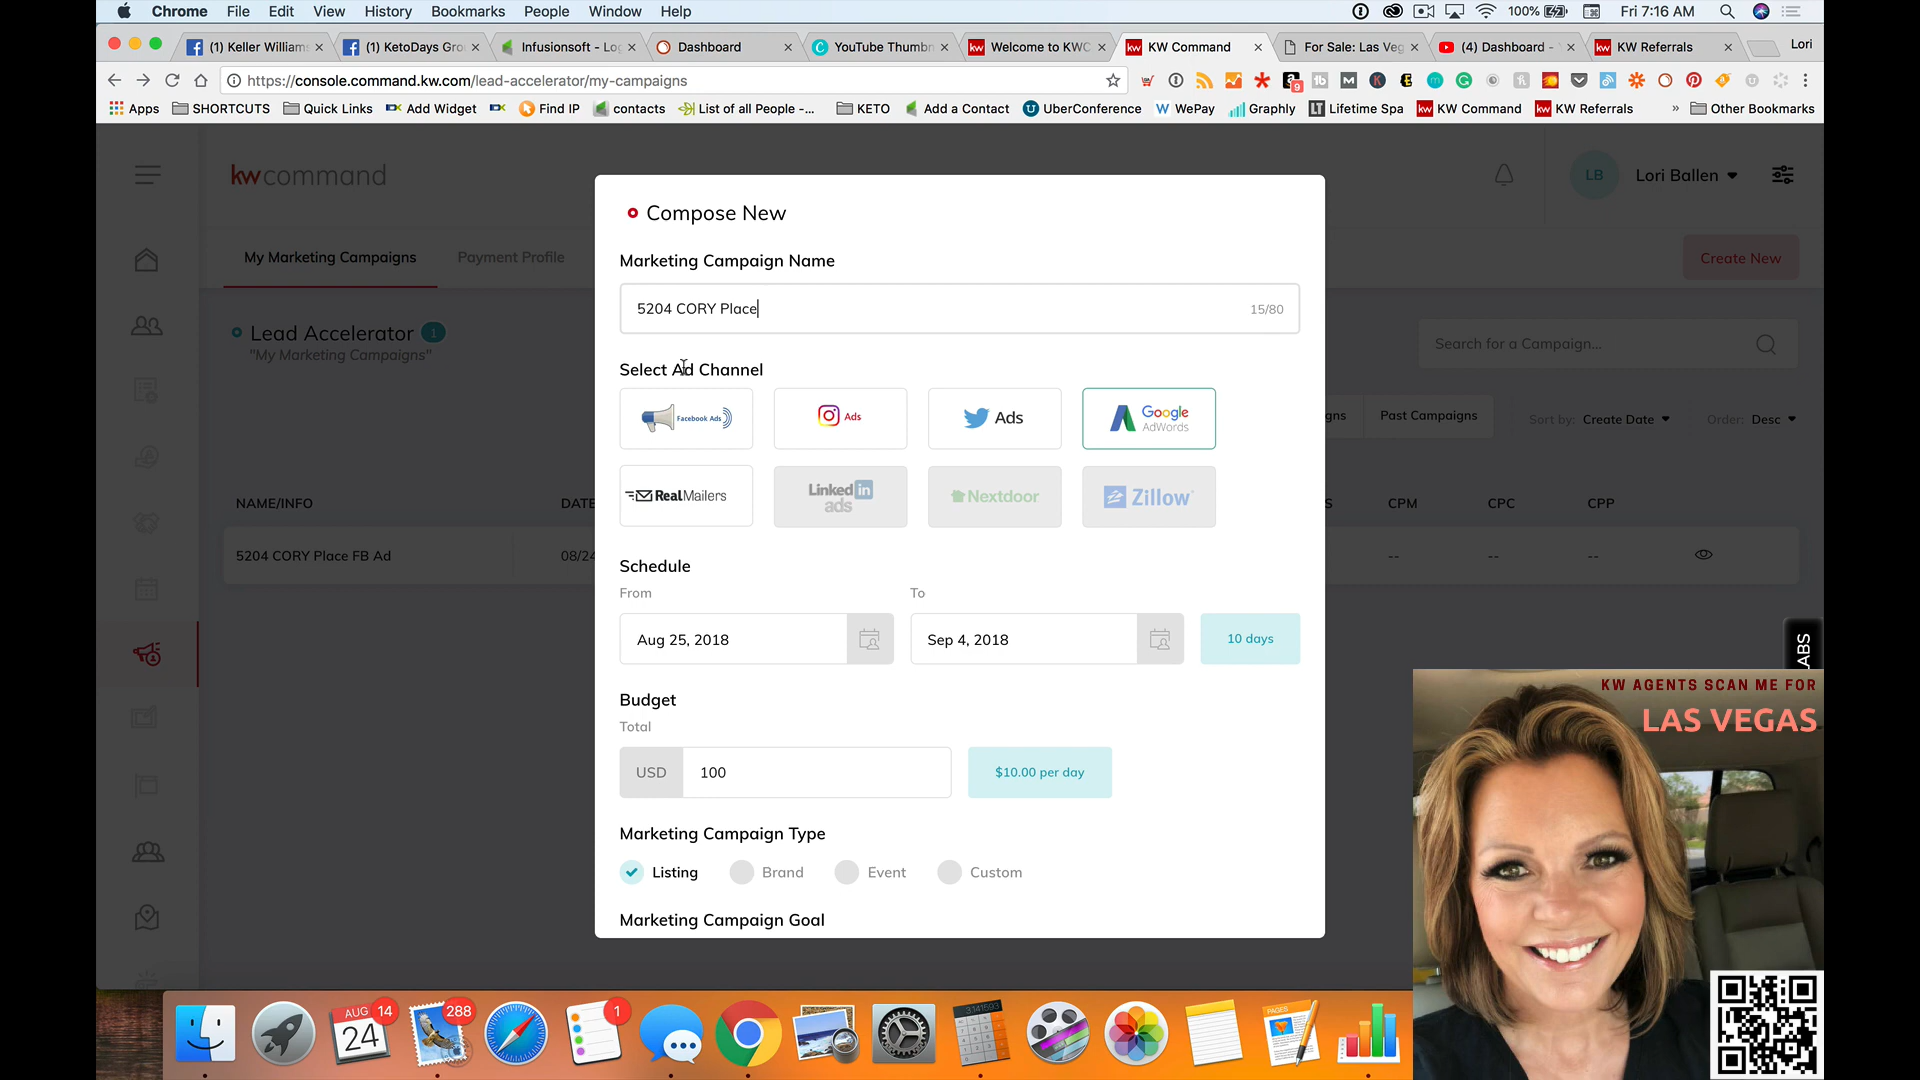 Chrome File Edit View History Bookmarks People Window Help
100% Fri 7:16 AM
(1) Keller William
(1) KetoDays Gro
Infusionsoft - Lo
Dashboard
YouTube Thumbn
Welcome to KWC
KW Command
For Sale: Las Veg
(4) Dashboard -
KW Referrals
Lori
https://console.command.kw.com/lead-accelerator/my-campaigns
9
Apps SHORTCUTS Quick Links Add Widget Find IP contacts List of all People -... KETO Add a Contact UberConference WePay Graphly Lifetime Spa KW Command KW Referrals » Other Bookmarks
kwcommand
LB Lori Ballen
My Marketing Campaigns Payment Profile
Create New
Lead Accelerator 1
"My Marketing Campaigns"
Search for a Campaign...
gns Past Campaigns Sort by: Create Date Order: Desc
NAME/INFO DATE S CPM CPC CPP
5204 CORY Place FB Ad 08/24 -- -- --
Compose New
Marketing Campaign Name
5204 CORY Place 15/80
Select Ad Channel
Facebook Ads
Ads
Ads
Google AdWords
RealMailers
Linked in ads
Nextdoor
Zillow
Schedule
From To
Aug 25, 2018 Sep 4, 2018 10 days
Budget
Total
USD 100 $10.00 per day
Marketing Campaign Type
Listing Brand Event Custom
Marketing Campaign Goal
ABS
KW AGENTS SCAN ME FOR
LAS VEGAS
AUG 14
24
288
1
3.141593
PAGES